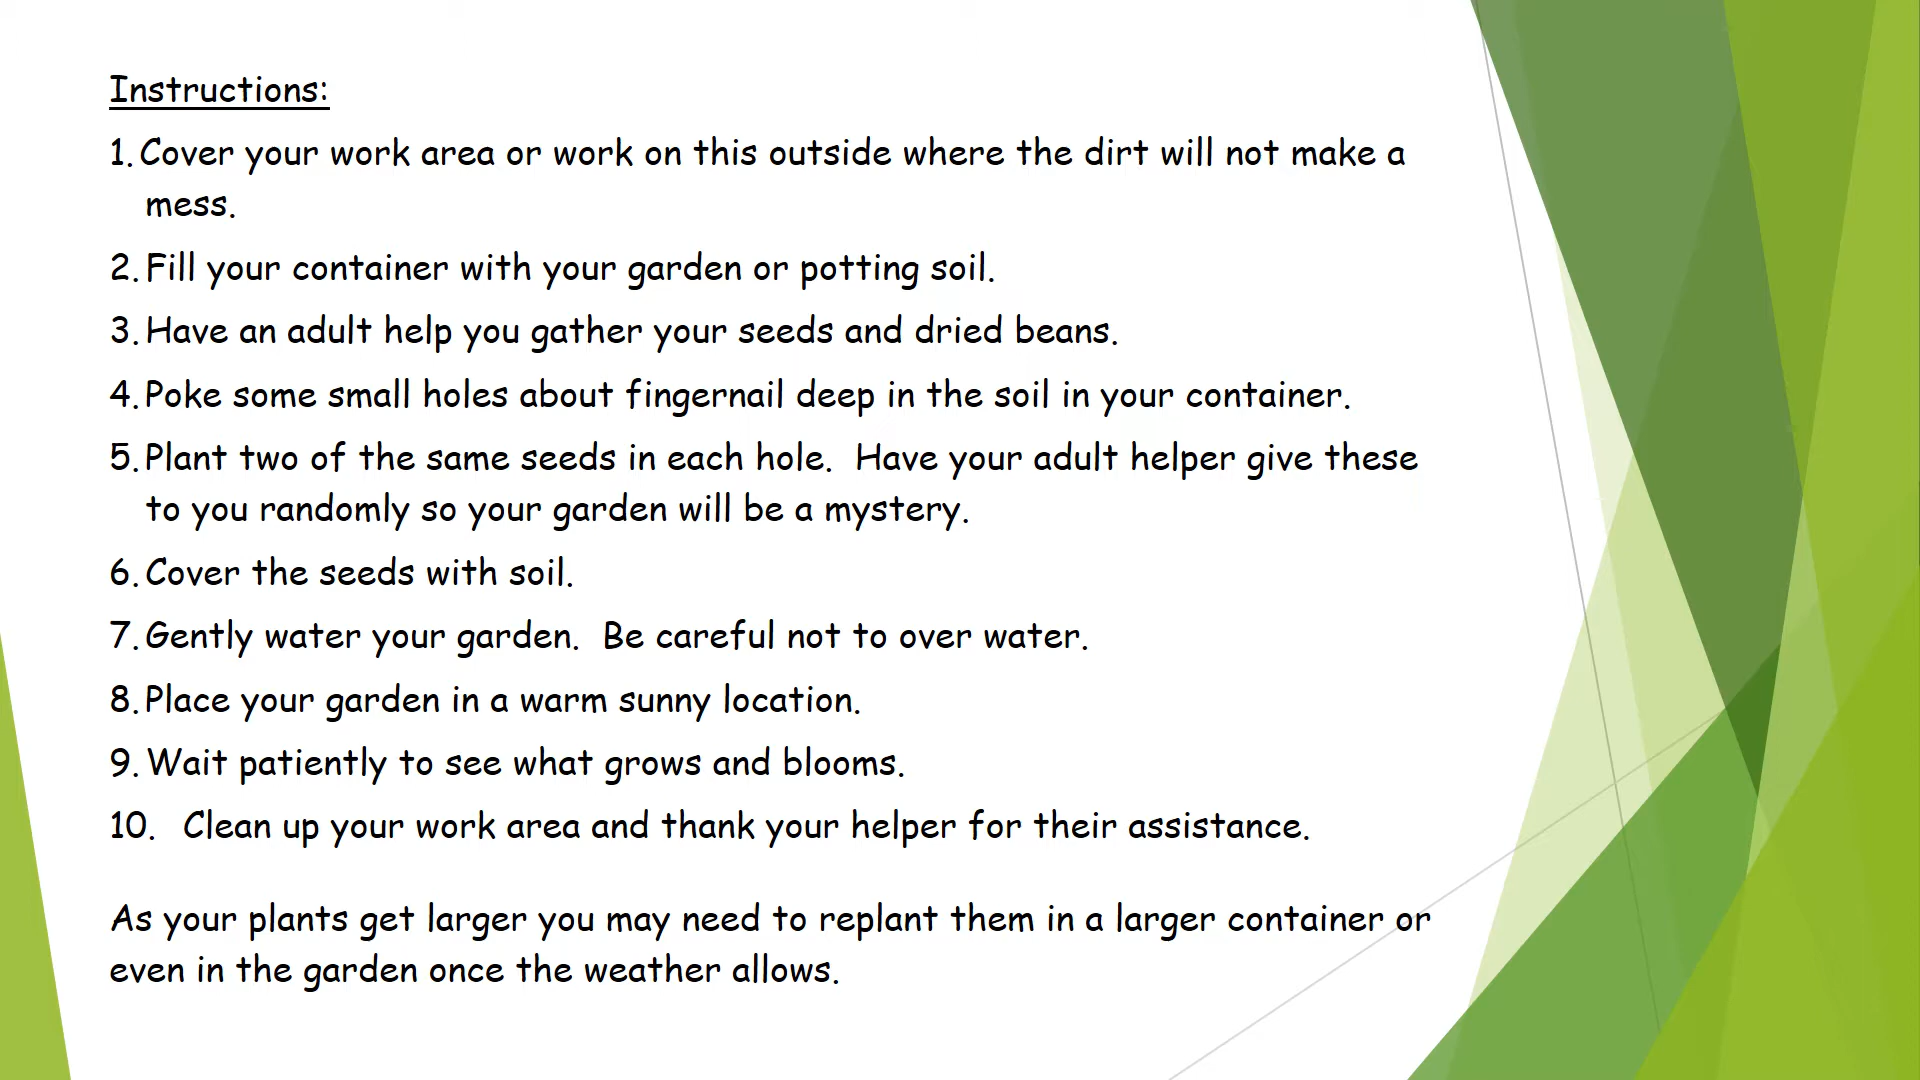 Instructions:
1. Cover your work area or work on this outside where the dirt will not make a
mess.
2. Fill your container with your garden or potting soil.
3. Have an adult help you gather your seeds and dried beans.
4. Poke some small holes about fingernail deep in the soil in your container.
5. Plant two of the same seeds in each hole.  Have your adult helper give these
to you randomly so your garden will be a mystery.
6. Cover the seeds with soil.
7. Gently water your garden.  Be careful not to over water.
8. Place your garden in a warm sunny location.
9. Wait patiently to see what grows and blooms.
10.  Clean up your work area and thank your helper for their assistance.
As your plants get larger you may need to replant them in a larger container or
even in the garden once the weather allows.